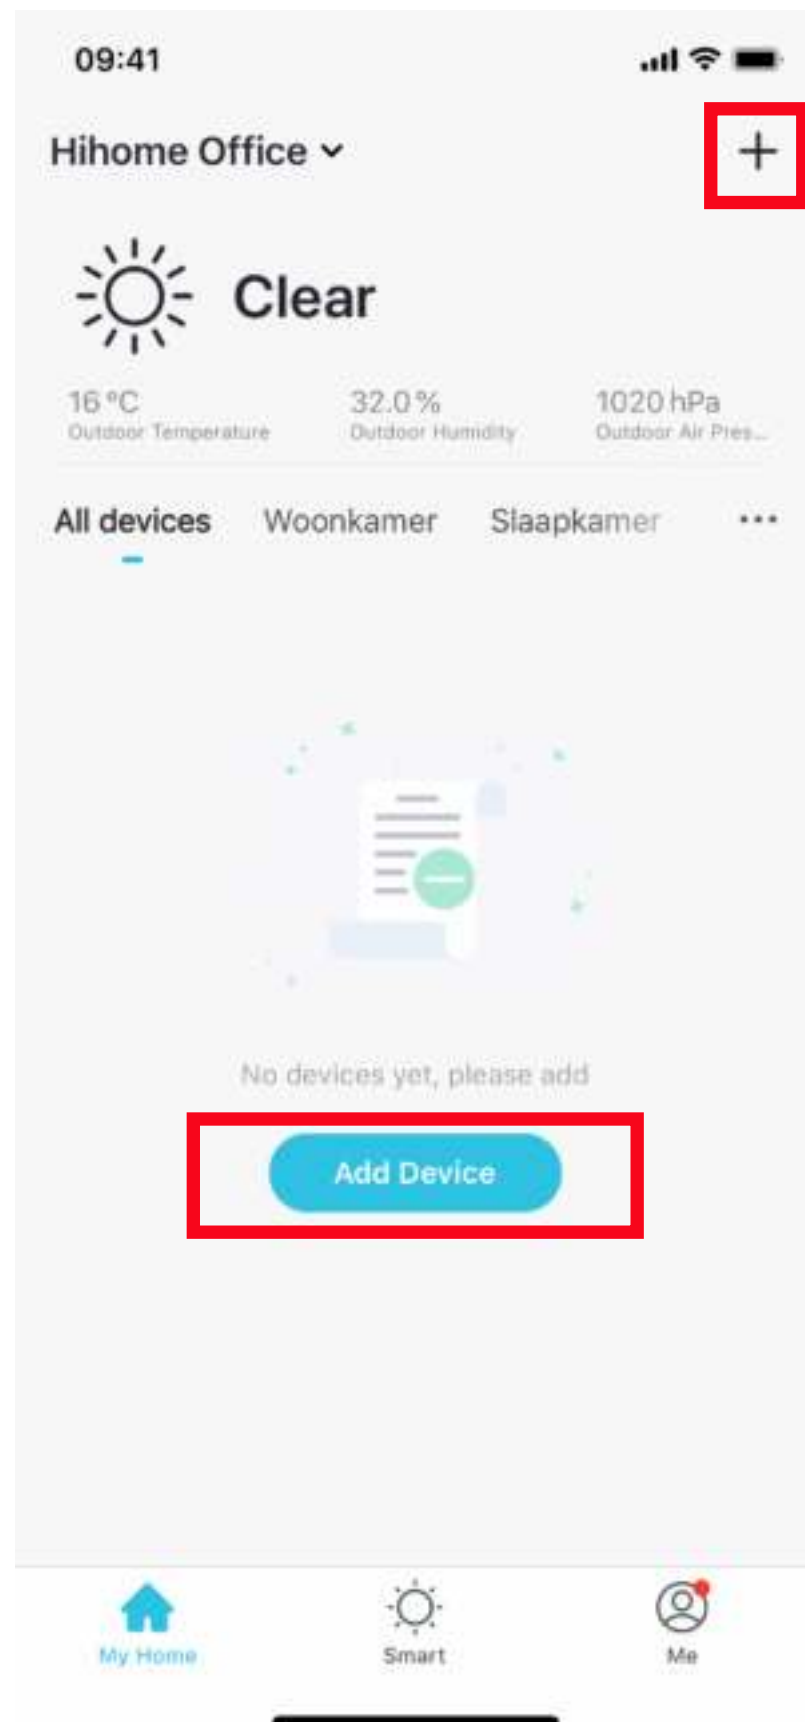 09:41
Hihome Office
Clear
16 °C
32.0 %
1020 hPa
Outdoor Temperature
Outdoor Humidity
Outdoor Air Pres...
All devices
Woonkamer
Slaapkamer
No devices yet, please add
Add Device
My Home
Smart
Me